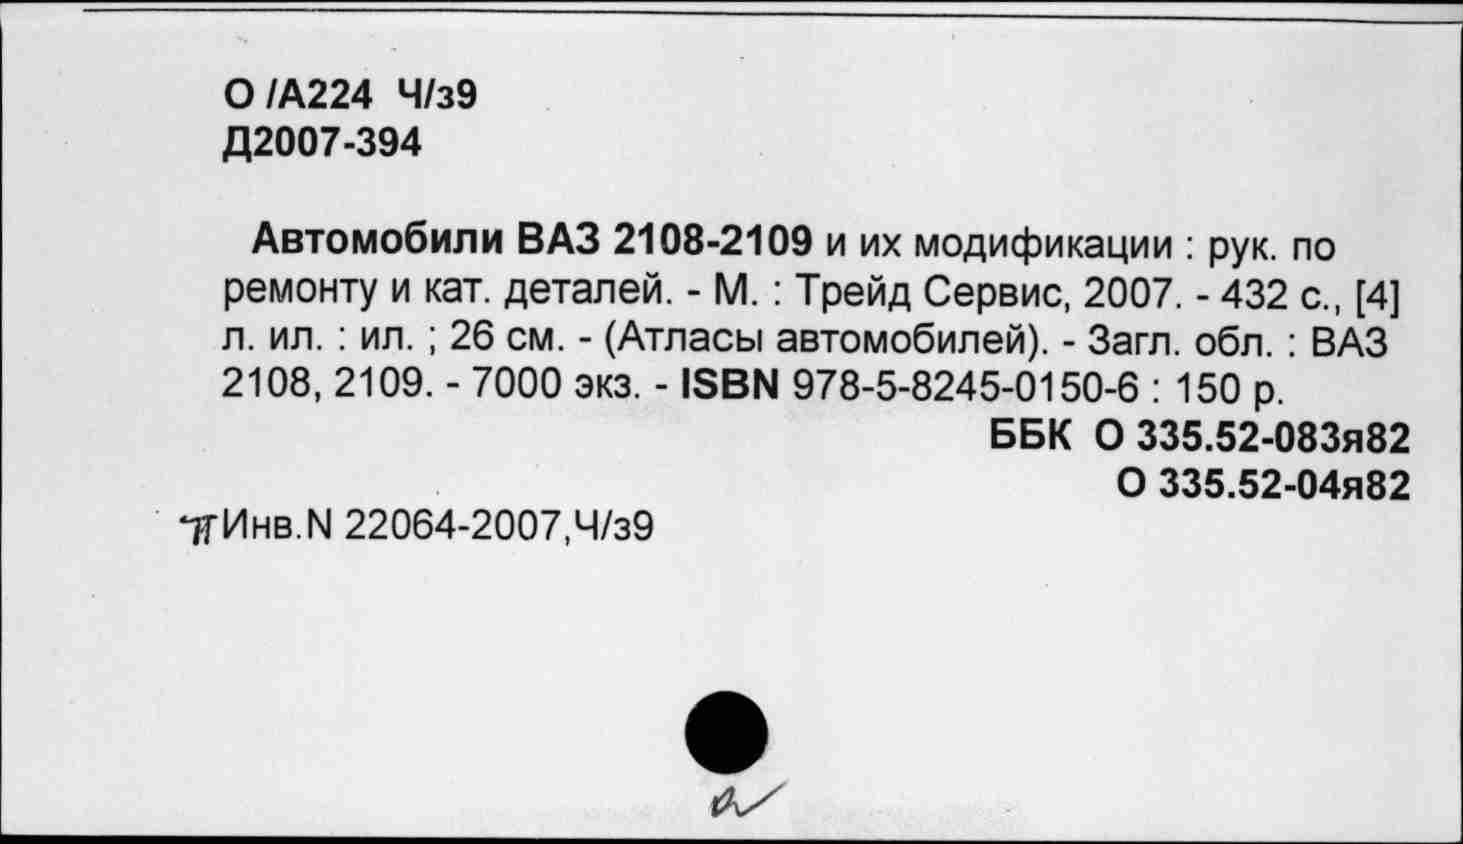 О /А224 Ч/з9
Д2007-394
Автомобили ВАЗ 2108-2109 и их модификации : рук. по
ремонту и кат. деталей. - М. : Трейд Сервис, 2007. - 432 с., [4]
л. ил. : ил. ; 26 см. - (Атласы автомобилей). - Загл. обл. : ВАЗ
2108, 2109. - 7000 экз. - ISBN 978-5-8245-0150-6 : 150 р.
ББК О 335.52-083я82
О 335.52-04я82
Инв.N 22064-2007,Ч/з9